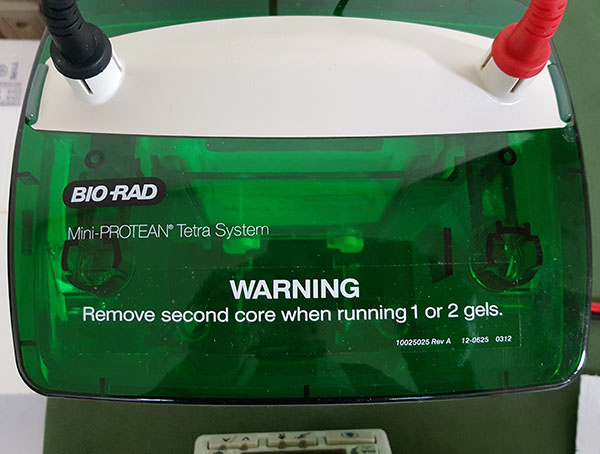 BIO-RAD
Mini-PROTEAN® Tetra System
WARNING
Remove second core when running 1 or 2 gels.
10025025 Rev A 12-0625 0312